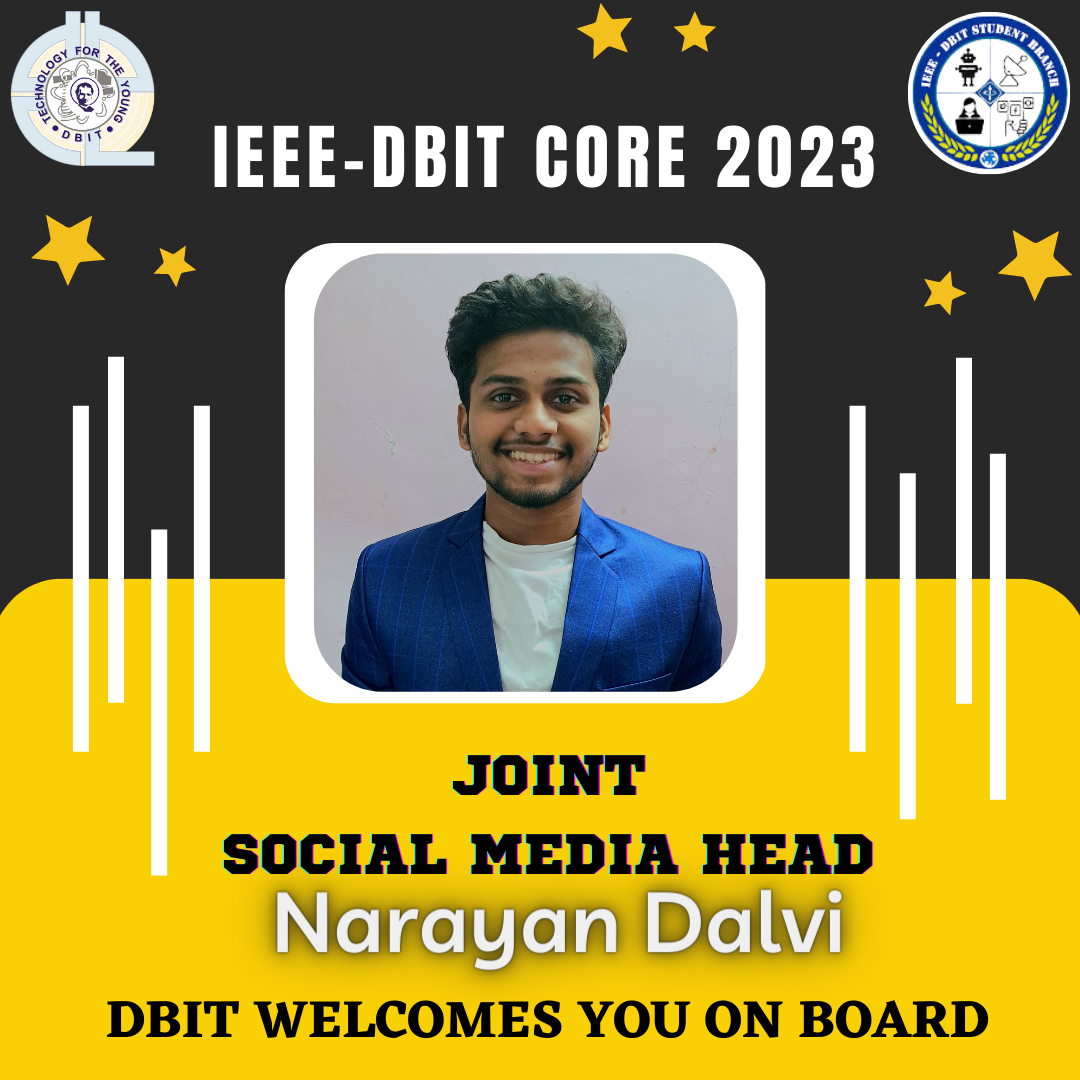 TECHNOLOGY FOR THE YOUNG
• DBIT •
IEEE - DBIT STUDENT BRANCH
IEEE-DBIT CORE 2023
JOINT
SOCIAL MEDIA HEAD
Narayan Dalvi
DBIT WELCOMES YOU ON BOARD